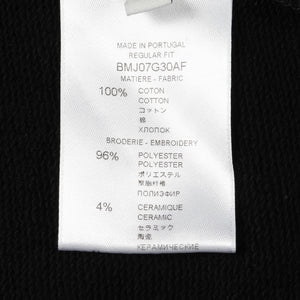 MADE IN PORTUGAL
REGULAR FIT
BMJ07G30AF
MATIERE - FABRIC
100% COTON
COTTON
コットン
棉
ХЛОПОК
BRODERIE - EMBROIDERY
96% POLYESTER
POLYESTER
ポリエステル
聚酯纤维
ПОЛИЭФИР
4% CERAMIQUE
CERAMIC
セラミック
陶瓷
КЕРАМИЧЕСКИЕ